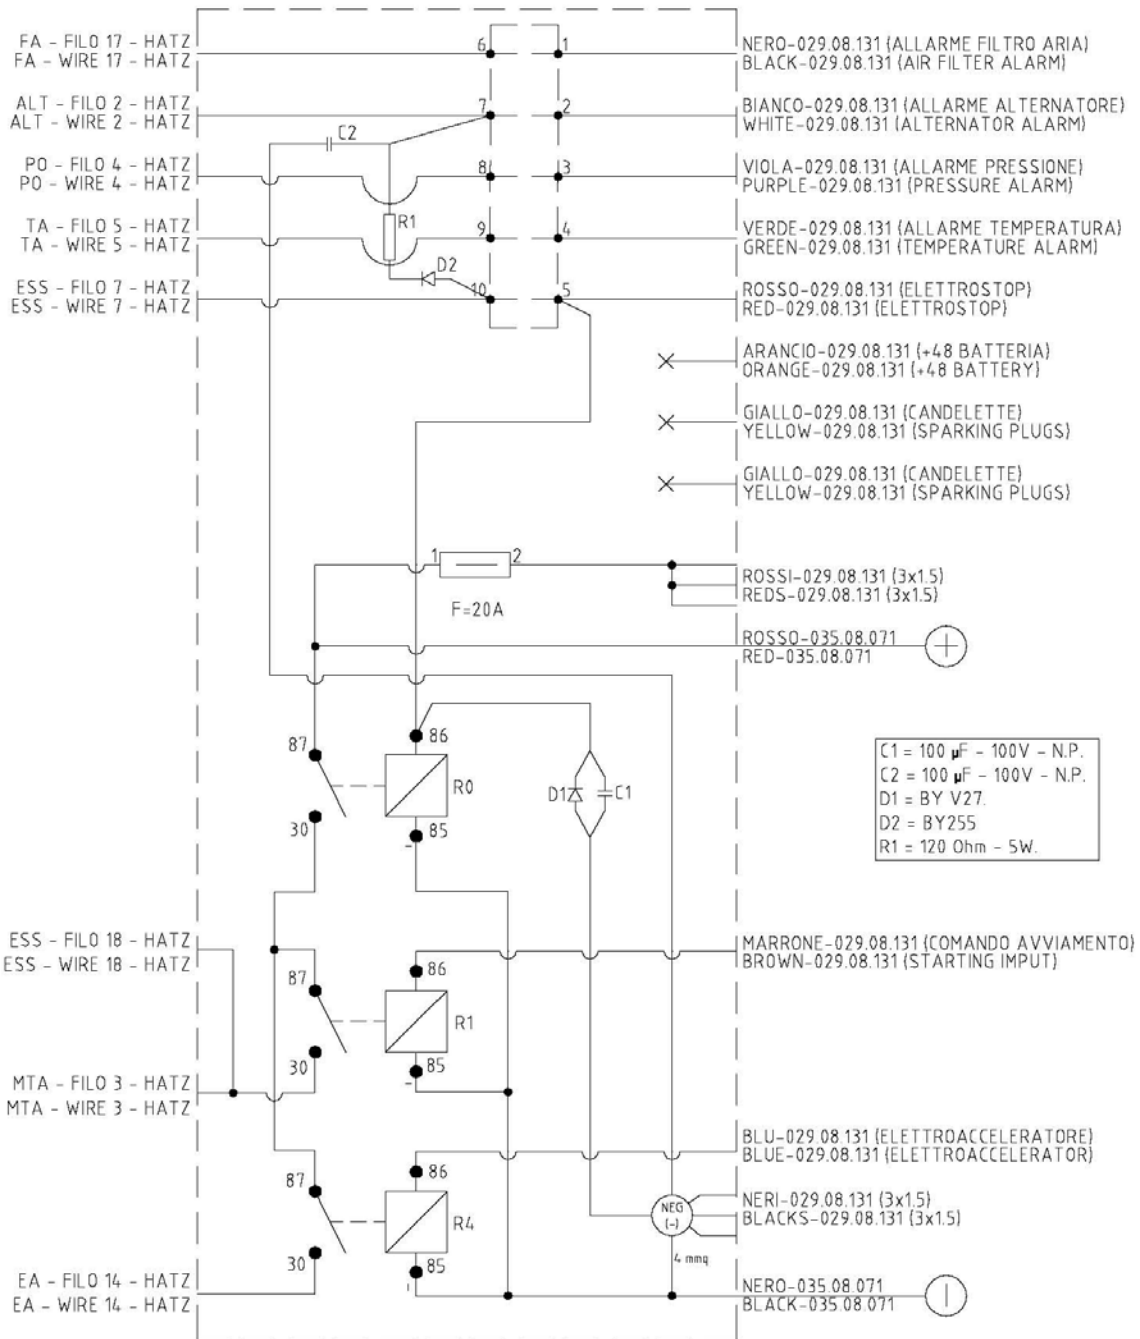 FA - FILO 17 - HATZ
FA - WIRE 17 - HATZ
6
1
NERO-029.08.131 (ALLARME FILTRO ARIA)
BLACK-029.08.131 (AIR FILTER ALARM)
ALT - FILO 2 - HATZ
ALT - WIRE 2 - HATZ
7
2
BIANCO-029.08.131 (ALLARME ALTERNATORE)
WHITE-029.08.131 (ALTERNATOR ALARM)
C2
PO - FILO 4 - HATZ
PO - WIRE 4 - HATZ
8
3
VIOLA-029.08.131 (ALLARME PRESSIONE)
PURPLE-029.08.131 (PRESSURE ALARM)
R1
TA - FILO 5 - HATZ
TA - WIRE 5 - HATZ
9
4
VERDE-029.08.131 (ALLARME TEMPERATURA)
GREEN-029.08.131 (TEMPERATURE ALARM)
D2
ESS - FILO 7 - HATZ
ESS - WIRE 7 - HATZ
10
5
ROSSO-029.08.131 (ELETTROSTOP)
RED-029.08.131 (ELETTROSTOP)
ARANCIO-029.08.131 (+48 BATTERIA)
ORANGE-029.08.131 (+48 BATTERY)
GIALLO-029.08.131 (CANDELETTE)
YELLOW-029.08.131 (SPARKING PLUGS)
GIALLO-029.08.131 (CANDELETTE)
YELLOW-029.08.131 (SPARKING PLUGS)
1
2
F=20A
ROSSI-029.08.131 (3x1.5)
REDS-029.08.131 (3x1.5)
ROSSO-035.08.071
RED-035.08.071
+
87
86
R0
30
85
-
D1
C1
C1 = 100 µF - 100V - N.P.
C2 = 100 µF - 100V - N.P.
D1 = BY V27.
D2 = BY255
R1 = 120 Ohm - 5W.
ESS - FILO 18 - HATZ
ESS - WIRE 18 - HATZ
87
86
R1
30
85
-
MARRONE-029.08.131 (COMANDO AVVIAMENTO)
BROWN-029.08.131 (STARTING IMPUT)
MTA - FILO 3 - HATZ
MTA - WIRE 3 - HATZ
BLU-029.08.131 (ELETTROACCELERATORE)
BLUE-029.08.131 (ELETTROACCELERATOR)
87
86
R4
30
85
-
NEG
(-)
4 mmq
NERI-029.08.131 (3x1.5)
BLACKS-029.08.131 (3x1.5)
EA - FILO 14 - HATZ
EA - WIRE 14 - HATZ
NERO-035.08.071
BLACK-035.08.071